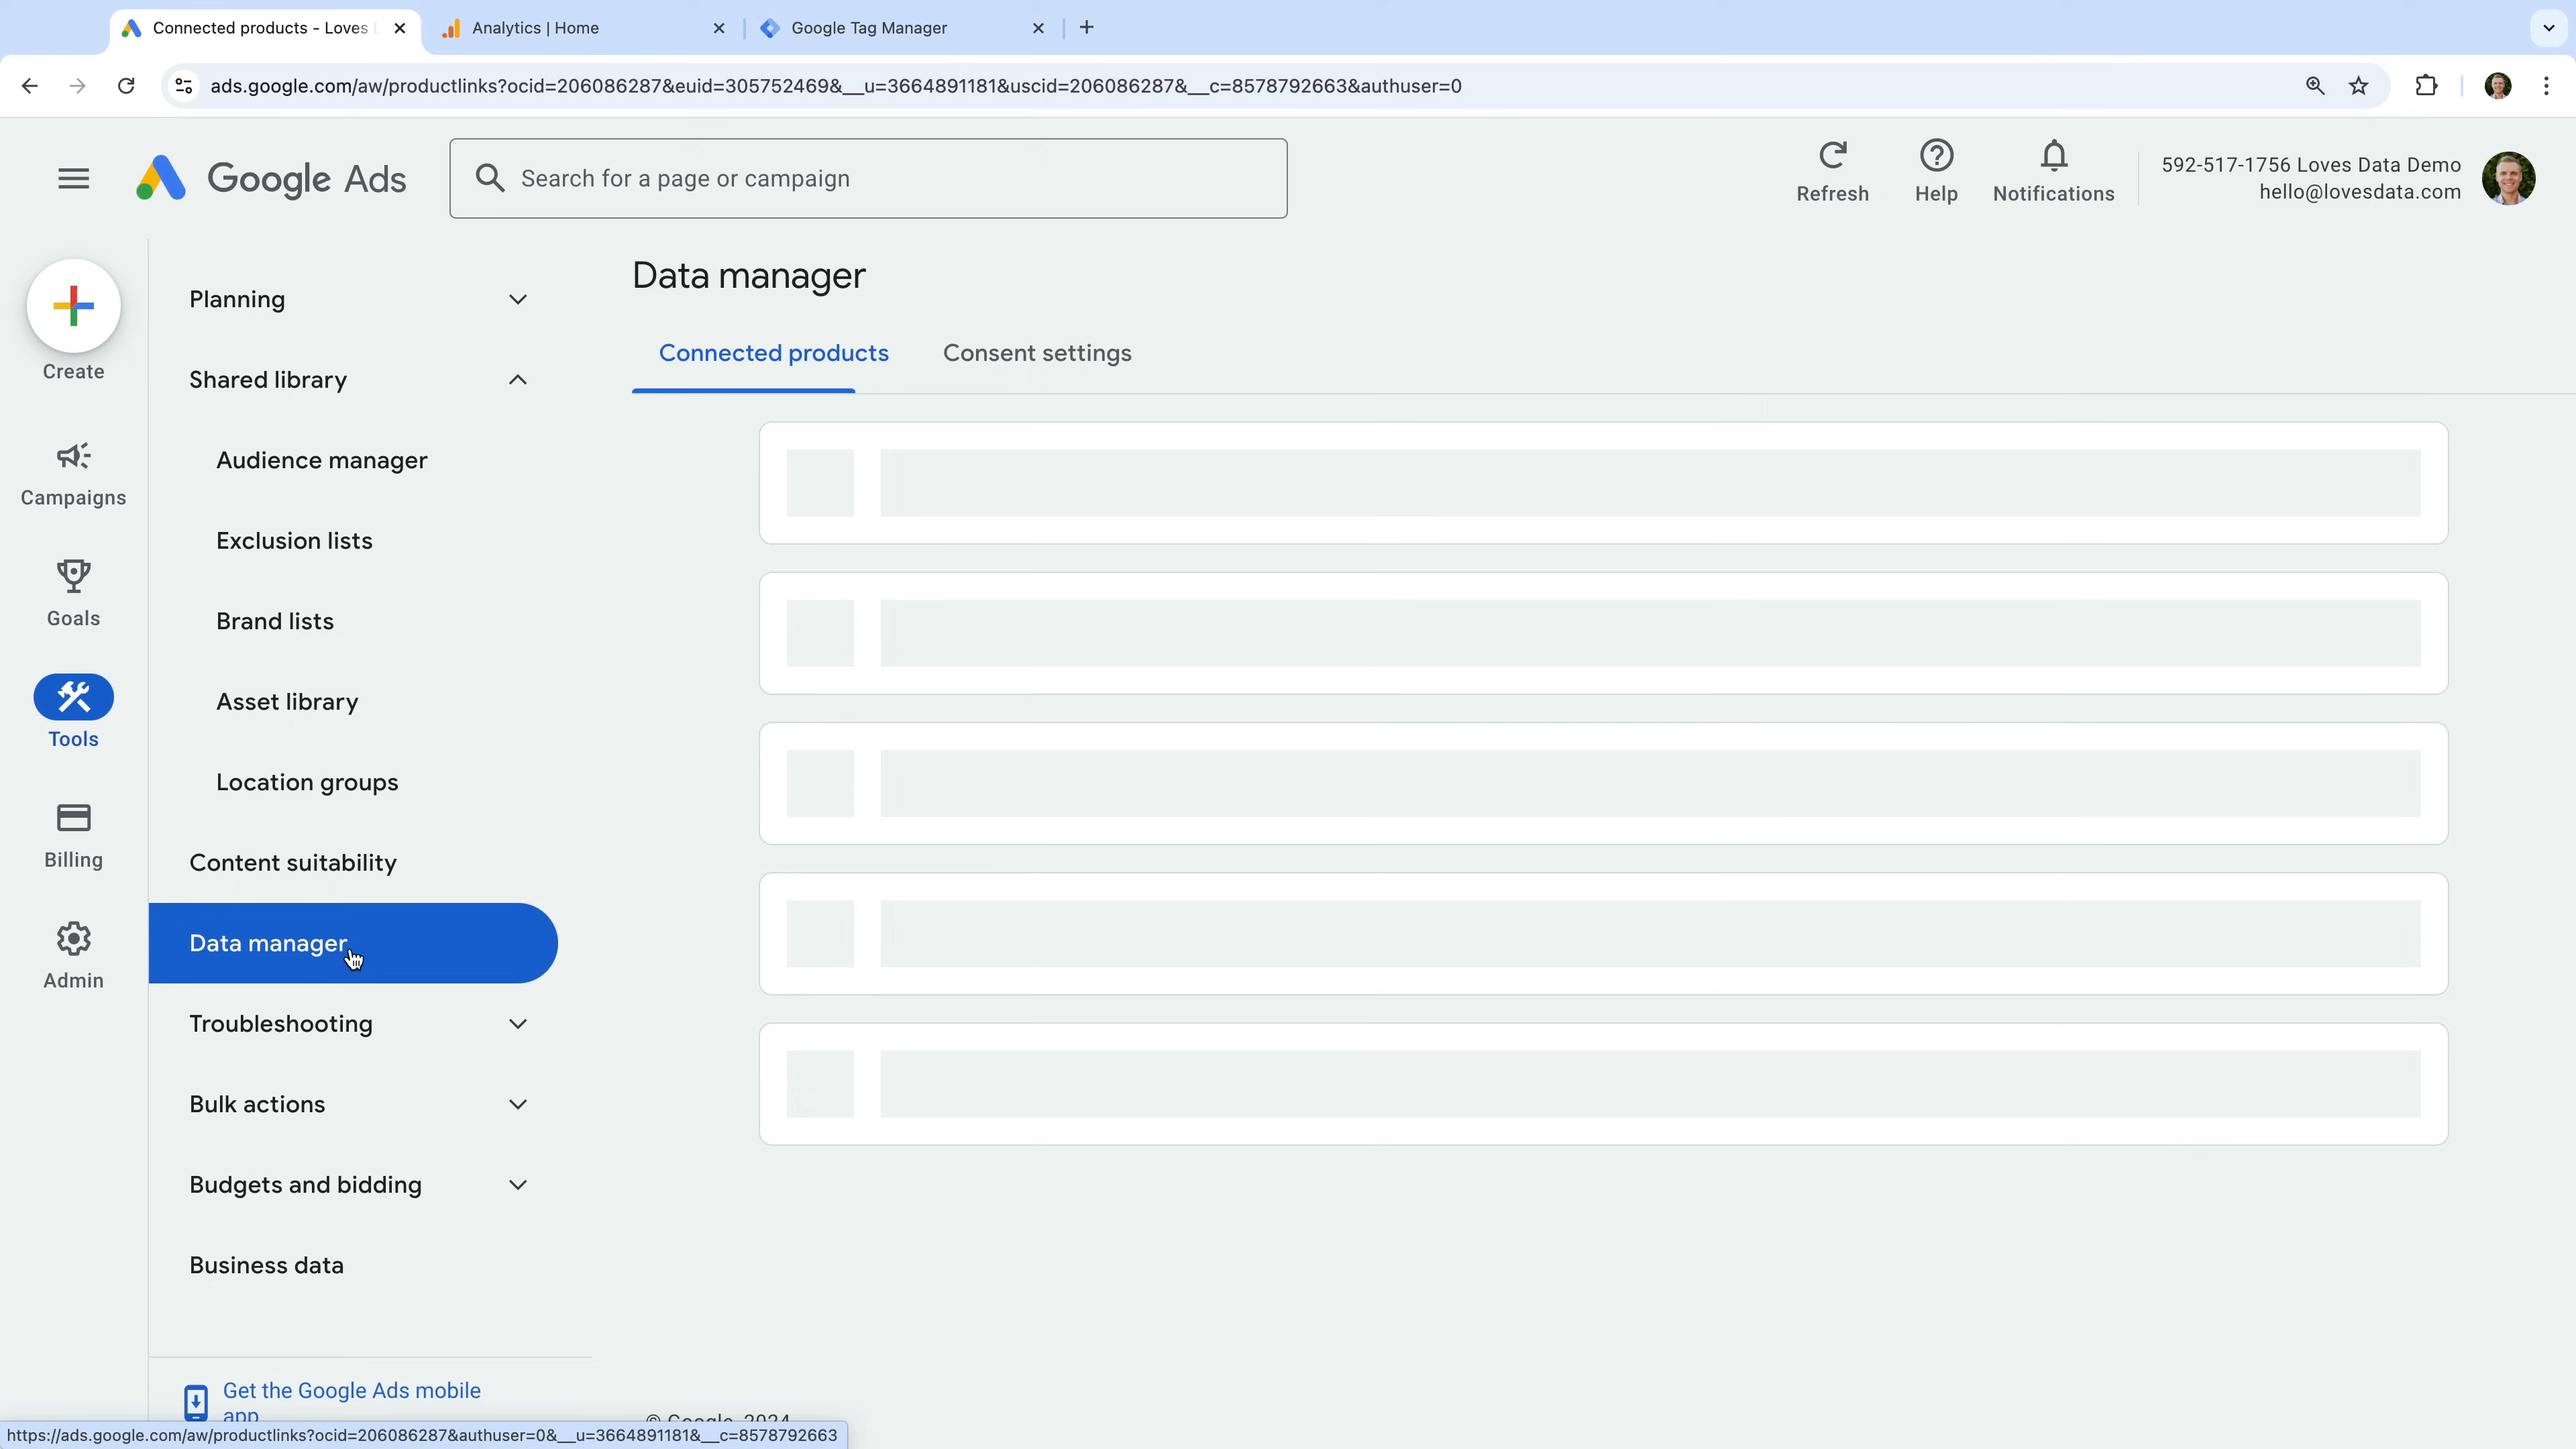 Connected products - Loves
Analytics | Home
Google Tag Manager
ads.google.com/aw/productlinks?ocid=206086287&euid=305752469&__u=3664891181&uscid=206086287&__c=8578792663&authuser=0
Google Ads
Search for a page or campaign
Refresh
Help
Notifications
592-517-1756 Loves Data Demo
hello@lovesdata.com
Create
Campaigns
Goals
Tools
Billing
Admin
Planning
Shared library
Audience manager
Exclusion lists
Brand lists
Asset library
Location groups
Content suitability
Data manager
Troubleshooting
Bulk actions
Budgets and bidding
Business data
Get the Google Ads mobile
app
Data manager
Connected products
Consent settings
© Google, 2024
https://ads.google.com/aw/productlinks?ocid=206086287&authuser=0&__u=3664891181&__c=8578792663